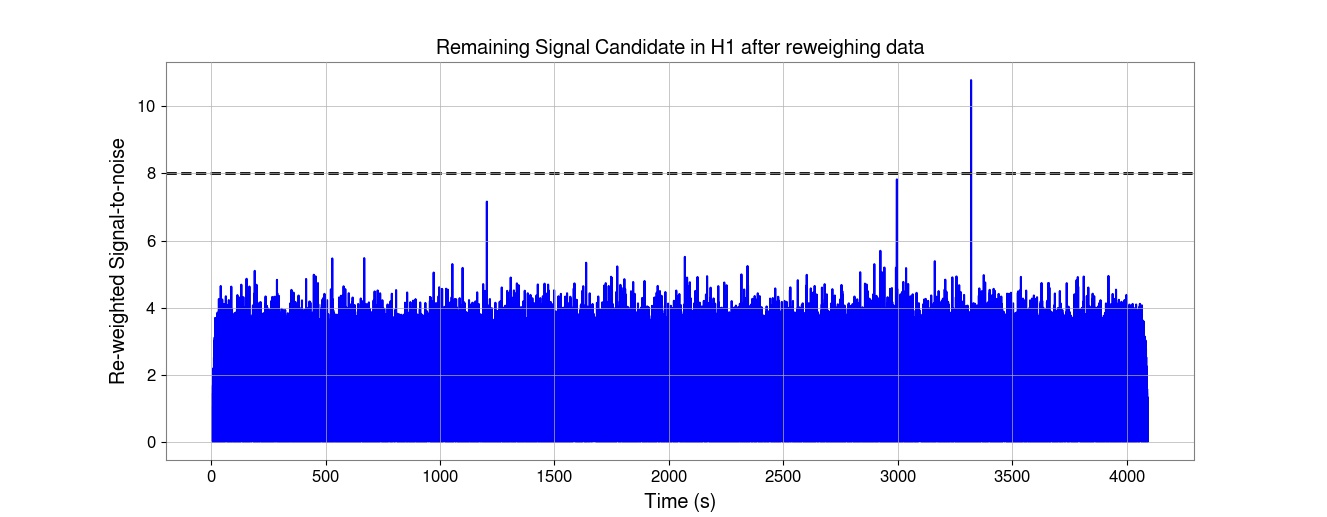 Remaining Signal Candidate in H1 after reweighing data
Re-weighted Signal-to-noise
10
8
6
4
2
0
0 500 1000 1500 2000 2500 3000 3500 4000
Time (s)